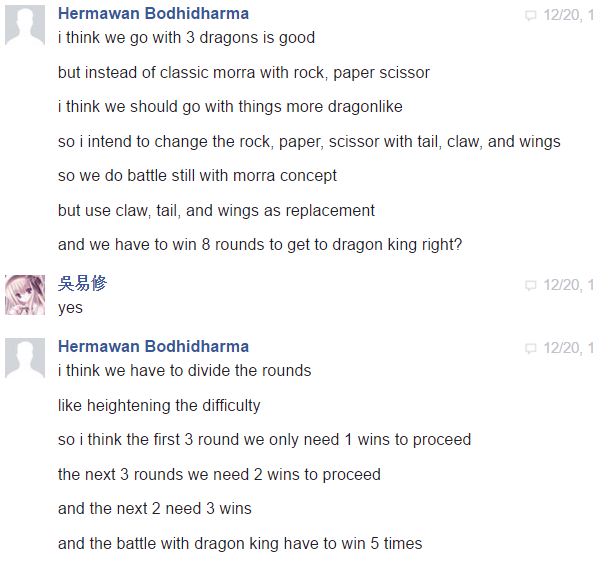 Hermawan Bodhidharma
12/20, 1
i think we go with 3 dragons is good
but instead of classic morra with rock, paper scissor
i think we should go with things more dragonlike
so i intend to change the rock, paper, scissor with tail, claw, and wings
so we do battle still with morra concept
but use claw, tail, and wings as replacement
and we have to win 8 rounds to get to dragon king right?
吳易修
12/20, 1
yes
Hermawan Bodhidharma
12/20, 1
i think we have to divide the rounds
like heightening the difficulty
so i think the first 3 round we only need 1 wins to proceed
the next 3 rounds we need 2 wins to proceed
and the next 2 need 3 wins
and the battle with dragon king have to win 5 times